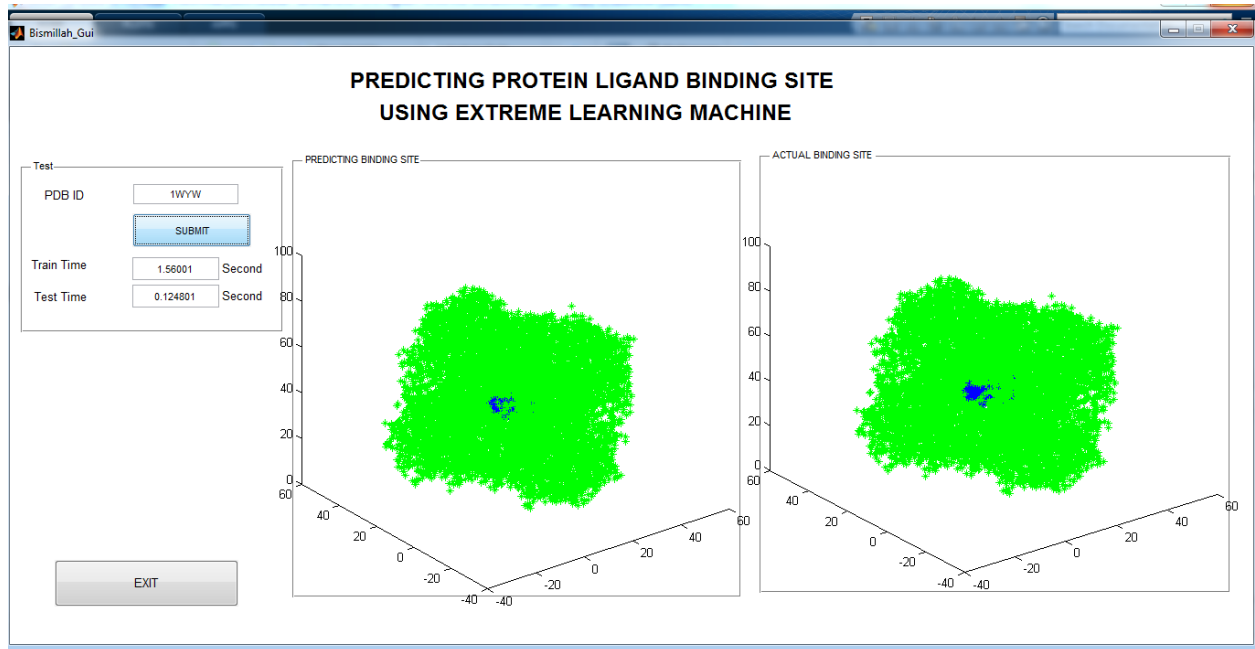 Bismillah_Gui
PREDICTING PROTEIN LIGAND BINDING SITE
USING EXTREME LEARNING MACHINE
Test
PDB ID
1WYW
SUBMIT
Train Time
1.56001
Second
Test Time
0.124801
Second
EXIT
PREDICTING BINDING SITE
100
80
60
40
20
0
60
40
20
0
-20
-40
-40
-20
0
20
40
60
ACTUAL BINDING SITE
100
80
60
40
20
0
60
40
20
0
-20
-40
-40
-20
0
20
40
60